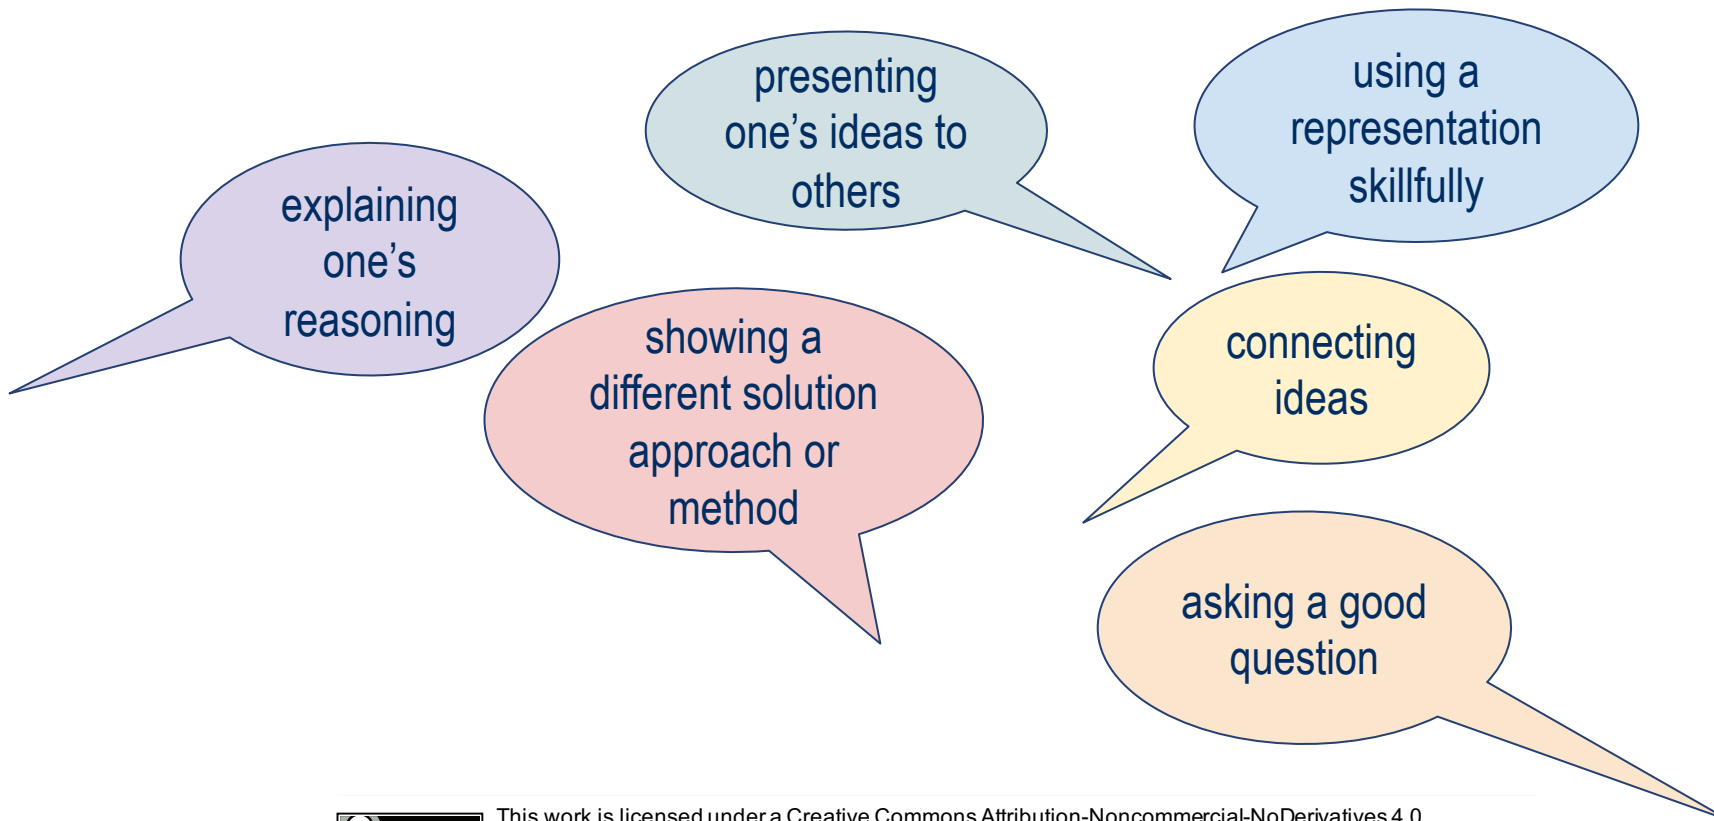 presenting
one’s ideas to
others
using a
representation
skillfully
explaining
one’s
reasoning
showing a
different solution
approach or
method
connecting
ideas
asking a good
question
This work is licensed under a Creative Commons Attribution-Noncommercial-NoDerivatives 4.0